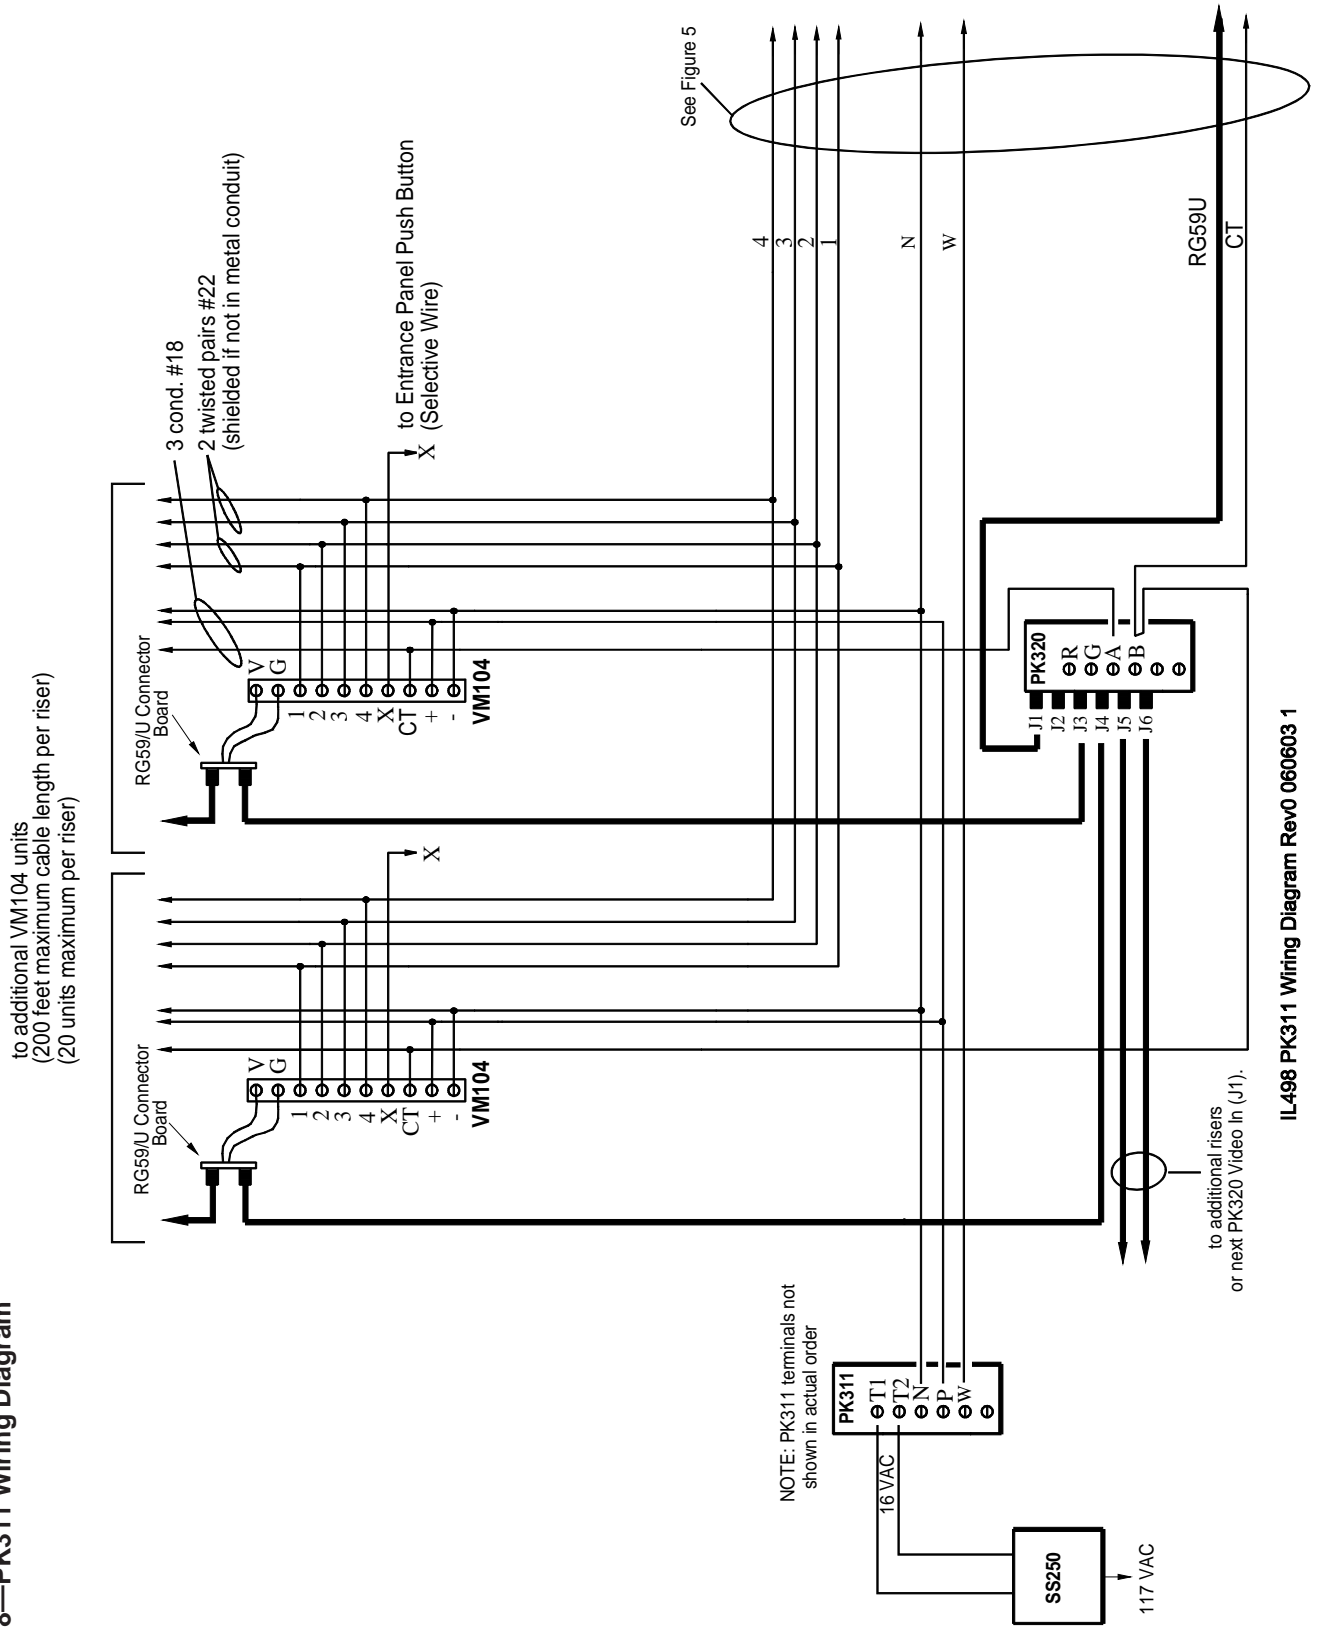 8—PK311 Wiring Diagram
to additional VM104 units
(200 feet maximum cable length per riser)
(20 units maximum per riser)
RG59/U Connector
Board
V
G
1
2
3
4
X
CT
+
-
VM104
X
RG59/U Connector
Board
V
G
1
2
3
4
X
CT
+
-
VM104
3 cond. #18
2 twisted pairs #22
(shielded if not in metal conduit)
X
to Entrance Panel Push Button
(Selective Wire)
See Figure 5
4
3
2
1
N
W
RG59U
CT
NOTE: PK311 terminals not
shown in actual order
PK311
T1
T2
N
P
W
16 VAC
SS250
117 VAC
PK320
R
G
A
B
J1
J2
J3
J4
J5
J6
to additional risers
or next PK320 Video In (J1).
IL498 PK311 Wiring Diagram Rev0 060603 1